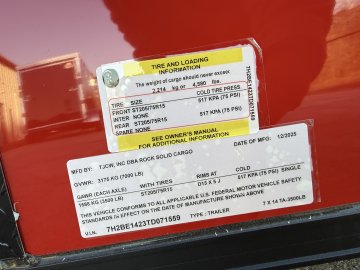 TIRE AND LOADING
INFORMATION
The weight of cargo should never exceed
2,214 kg. or 4,880 lbs.
TIRE SIZE COLD TIRE PRESS
FRONT ST205/75R15 517 KPA (75 PSI)
INTER NONE
REAR ST205/75R15 517 KPA (75 PSI)
SPARE NONE
SEE OWNER'S MANUAL
FOR ADDITIONAL INFORMATION
7H2BE1423TD071559
MFD BY: TJCW, INC DBA ROCK SOLID CARGO DATE OF MFG: 12/2025
GVWR: 3175 KG (7000 LB)
GAWR (EACH AXLE) WITH TIRES RIMS AT COLD INF. PRESS.
1588 KG (3500 LB) ST205/75R15 D15 X 5 J 517 KPA (75 PSI) SINGLE
THIS VEHICLE CONFORMS TO ALL APPLICABLE U.S. FEDERAL MOTOR VEHICLE SAFETY
STANDARDS IN EFFECT ON THE DATE OF MANUFACTURE SHOWN ABOVE
V.I.N. 7H2BE1423TD071559 TYPE : TRAILER 7 X 14 TA-3500LB